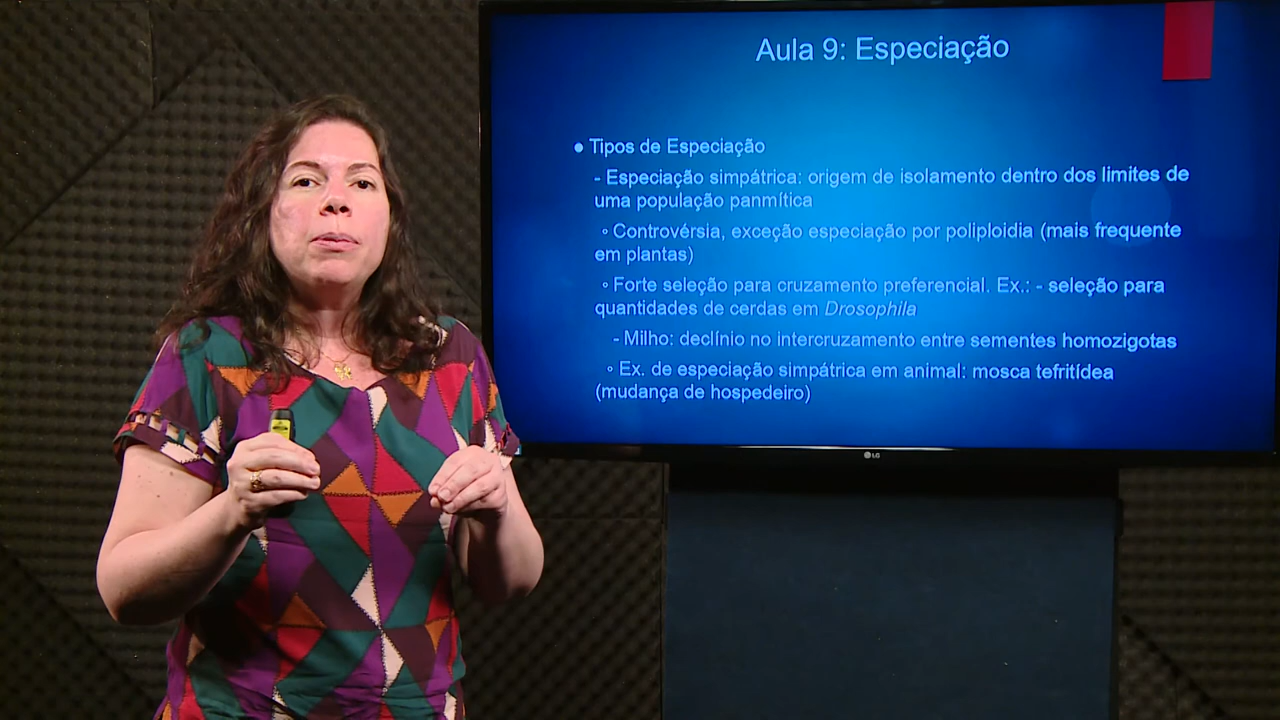 Aula 9: Especiação
● Tipos de Especiação
- Especiação simpátrica: origem de isolamento dentro dos limites de
uma população panmítica
◦ Controvérsia, exceção especiação por poliploidia (mais frequente
em plantas)
◦ Forte seleção para cruzamento preferencial. Ex.: - seleção para
quantidades de cerdas em Drosophila
- Milho: declínio no intercruzamento entre sementes homozigotas
◦ Ex. de especiação simpátrica em animal: mosca tefritídea
(mudança de hospedeiro)
LG